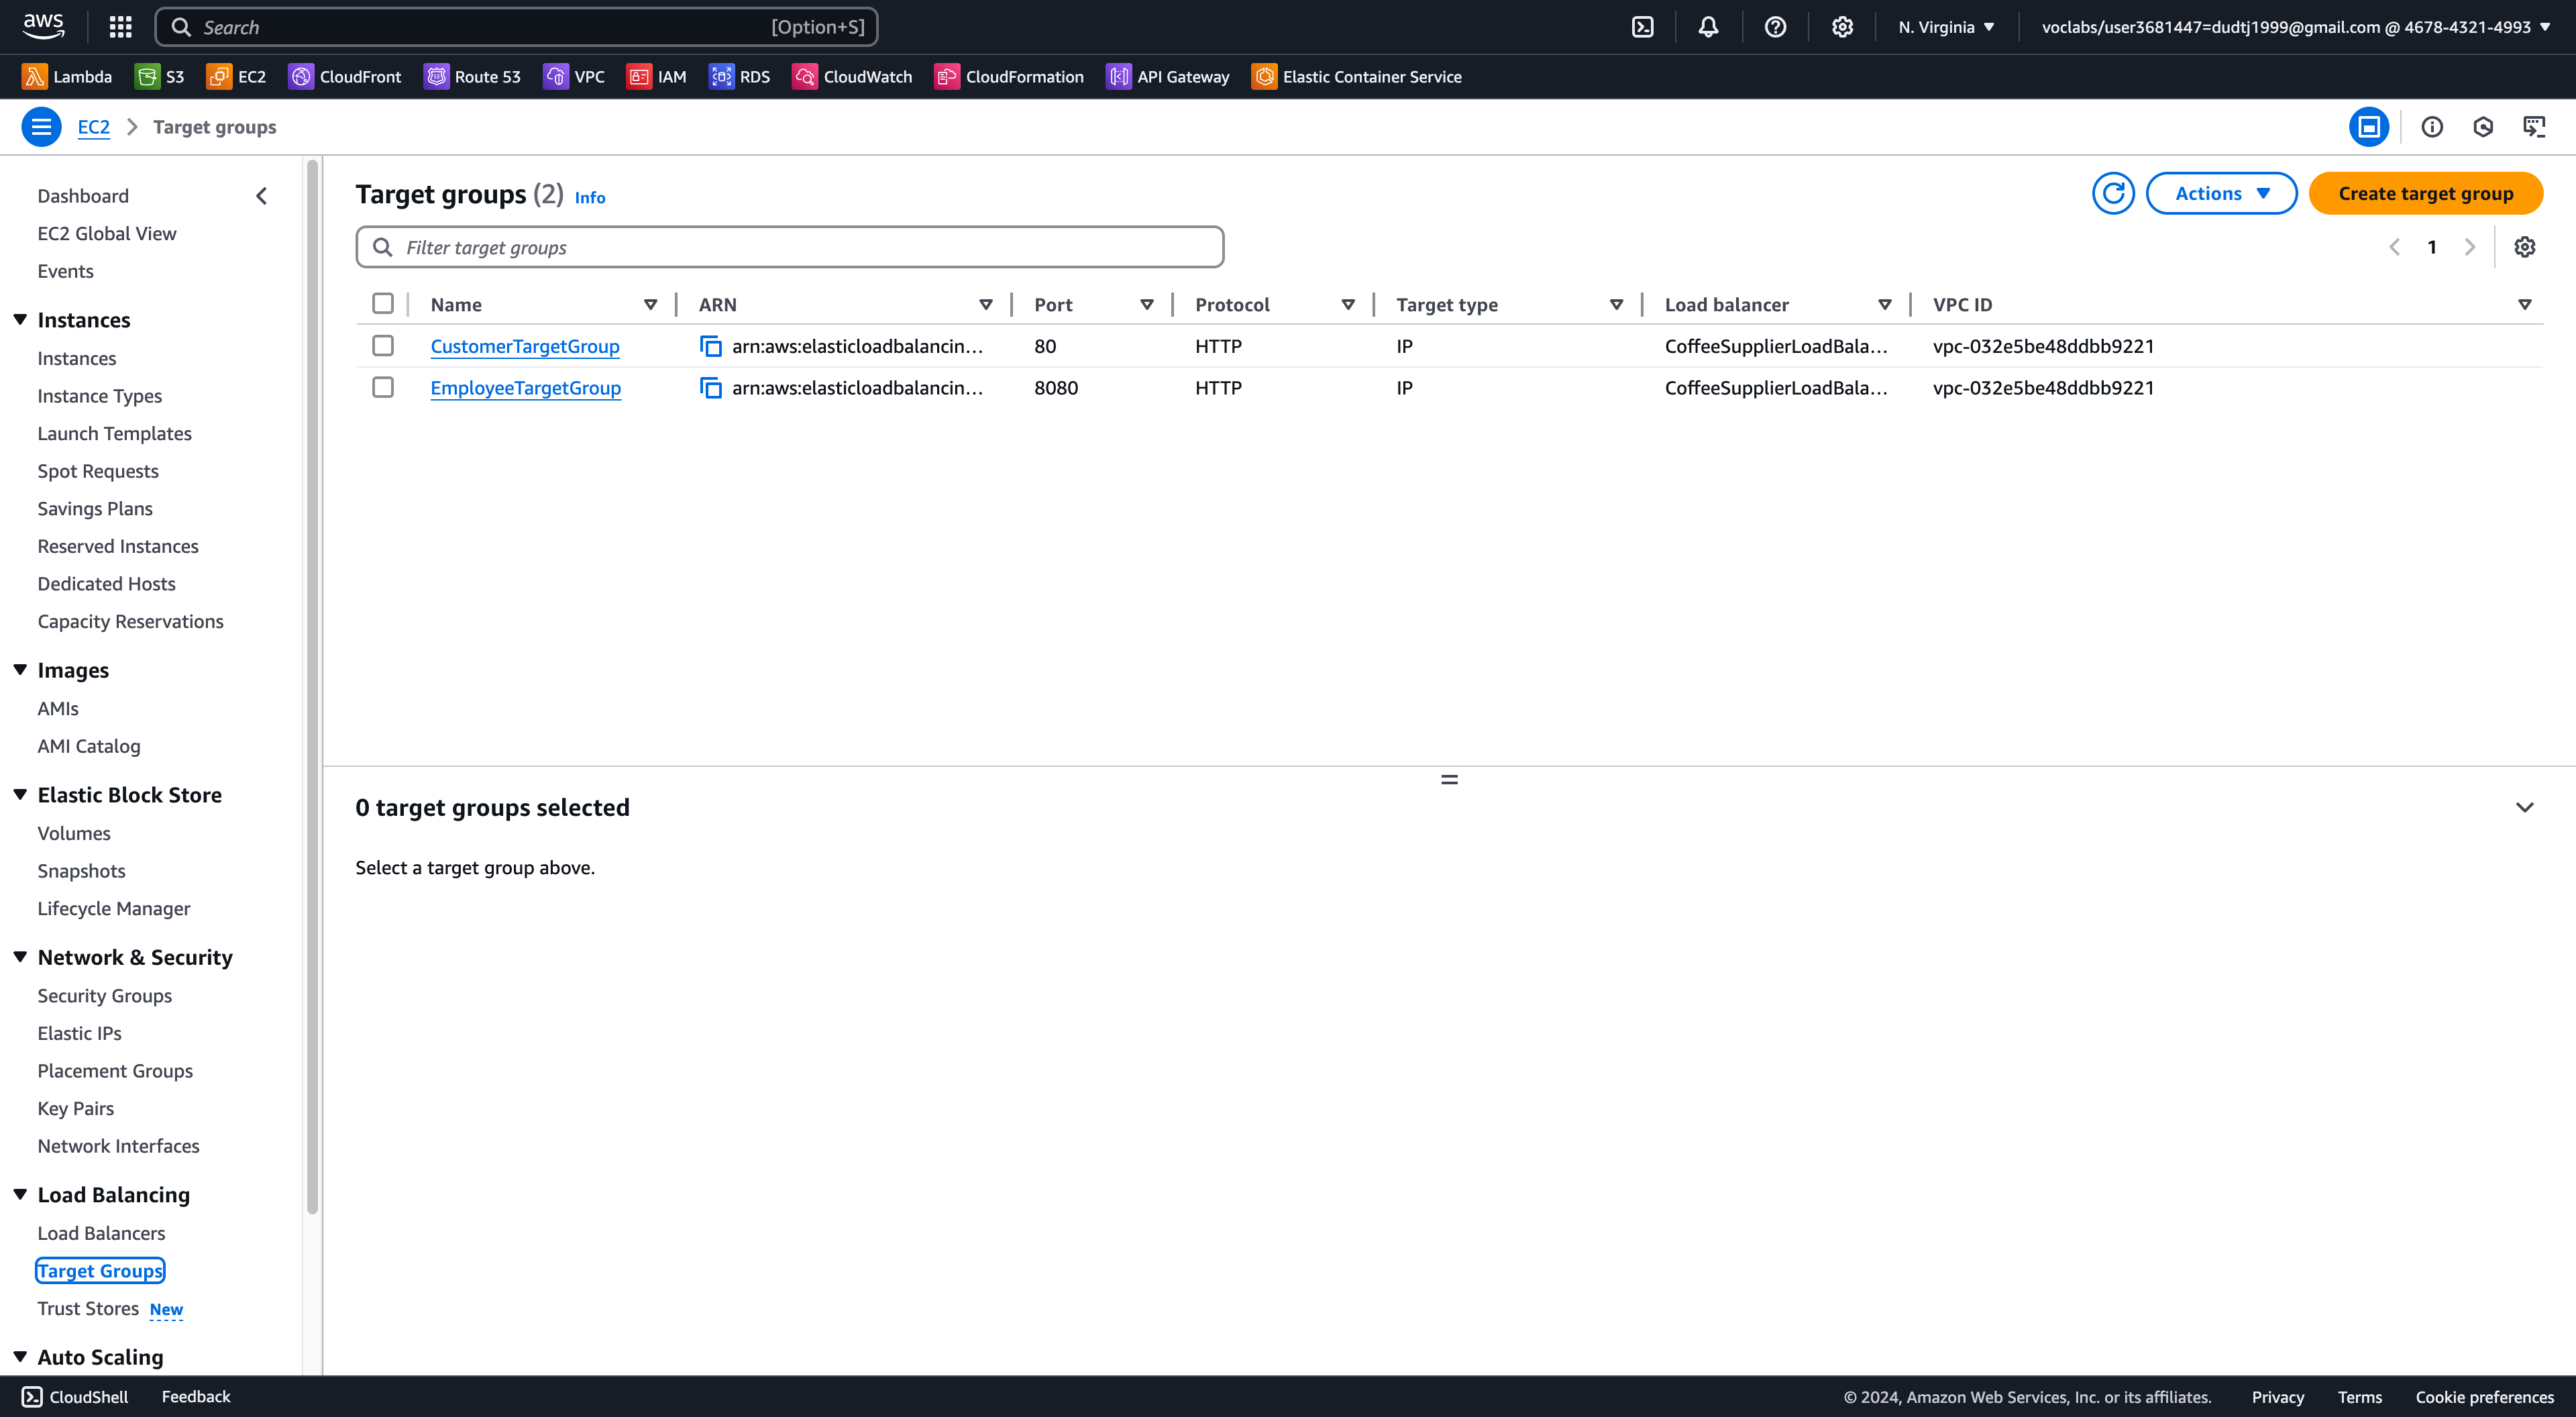 aws Search [Option+S] N. Virginia voclabs/user3681447=dudtj1999@gmail.com @ 4678-4321-4993
Lambda S3 EC2 CloudFront Route 53 VPC IAM RDS CloudWatch CloudFormation API Gateway Elastic Container Service
EC2 Target groups
Dashboard
EC2 Global View
Events
Instances
Instances
Instance Types
Launch Templates
Spot Requests
Savings Plans
Reserved Instances
Dedicated Hosts
Capacity Reservations
Images
AMIs
AMI Catalog
Elastic Block Store
Volumes
Snapshots
Lifecycle Manager
Network & Security
Security Groups
Elastic IPs
Placement Groups
Key Pairs
Network Interfaces
Load Balancing
Load Balancers
Target Groups
Trust Stores New
Auto Scaling
Target groups (2) Info Actions Create target group
Filter target groups 1
Name ARN Port Protocol Target type Load balancer VPC ID
CustomerTargetGroup arn:aws:elasticloadbalancin... 80 HTTP IP CoffeeSupplierLoadBala... vpc-032e5be48ddbb9221
EmployeeTargetGroup arn:aws:elasticloadbalancin... 8080 HTTP IP CoffeeSupplierLoadBala... vpc-032e5be48ddbb9221
0 target groups selected
Select a target group above.
CloudShell Feedback © 2024, Amazon Web Services, Inc. or its affiliates. Privacy Terms Cookie preferences